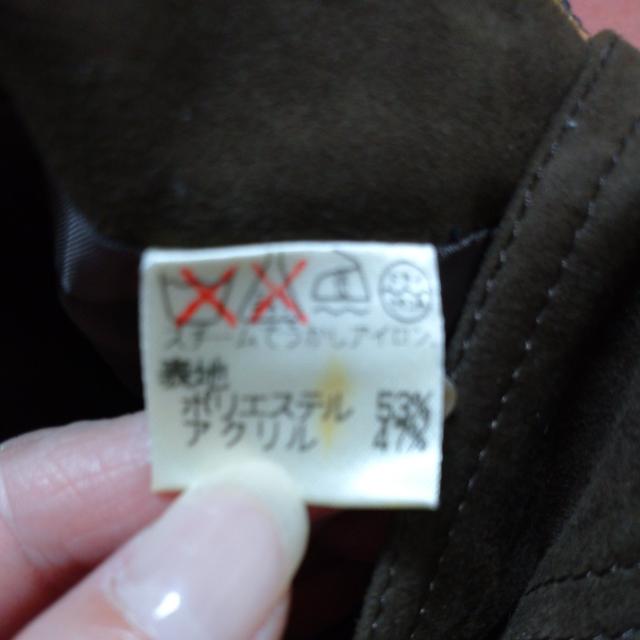 スチームでうかしアイロン
表地
ポリエステル 53%
アクリル 47%